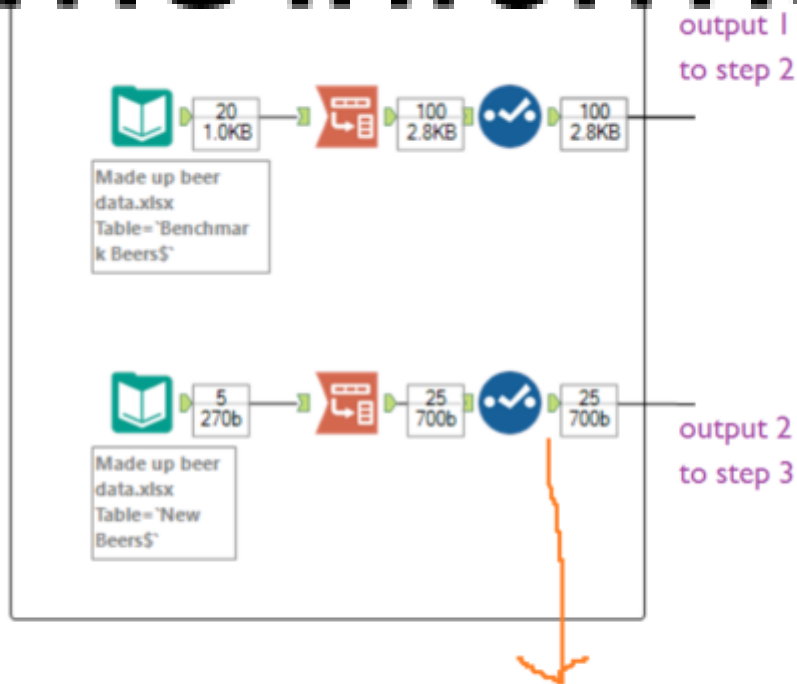 output 1
to step 2
20
1.0KB
100
2.8KB
100
2.8KB
Made up beer
data.xlsx
Table=`Benchmar
k Beers$`
5
270b
25
700b
25
700b
output 2
to step 3
Made up beer
data.xlsx
Table=`New
Beers$`